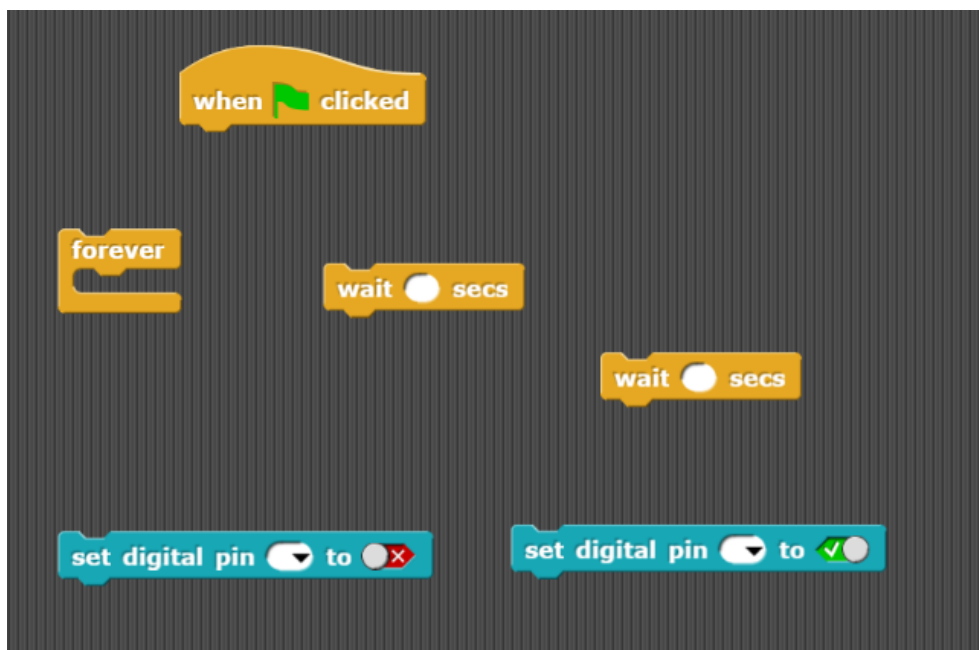 when clicked
forever
wait secs
wait secs
set digital pin to
set digital pin to